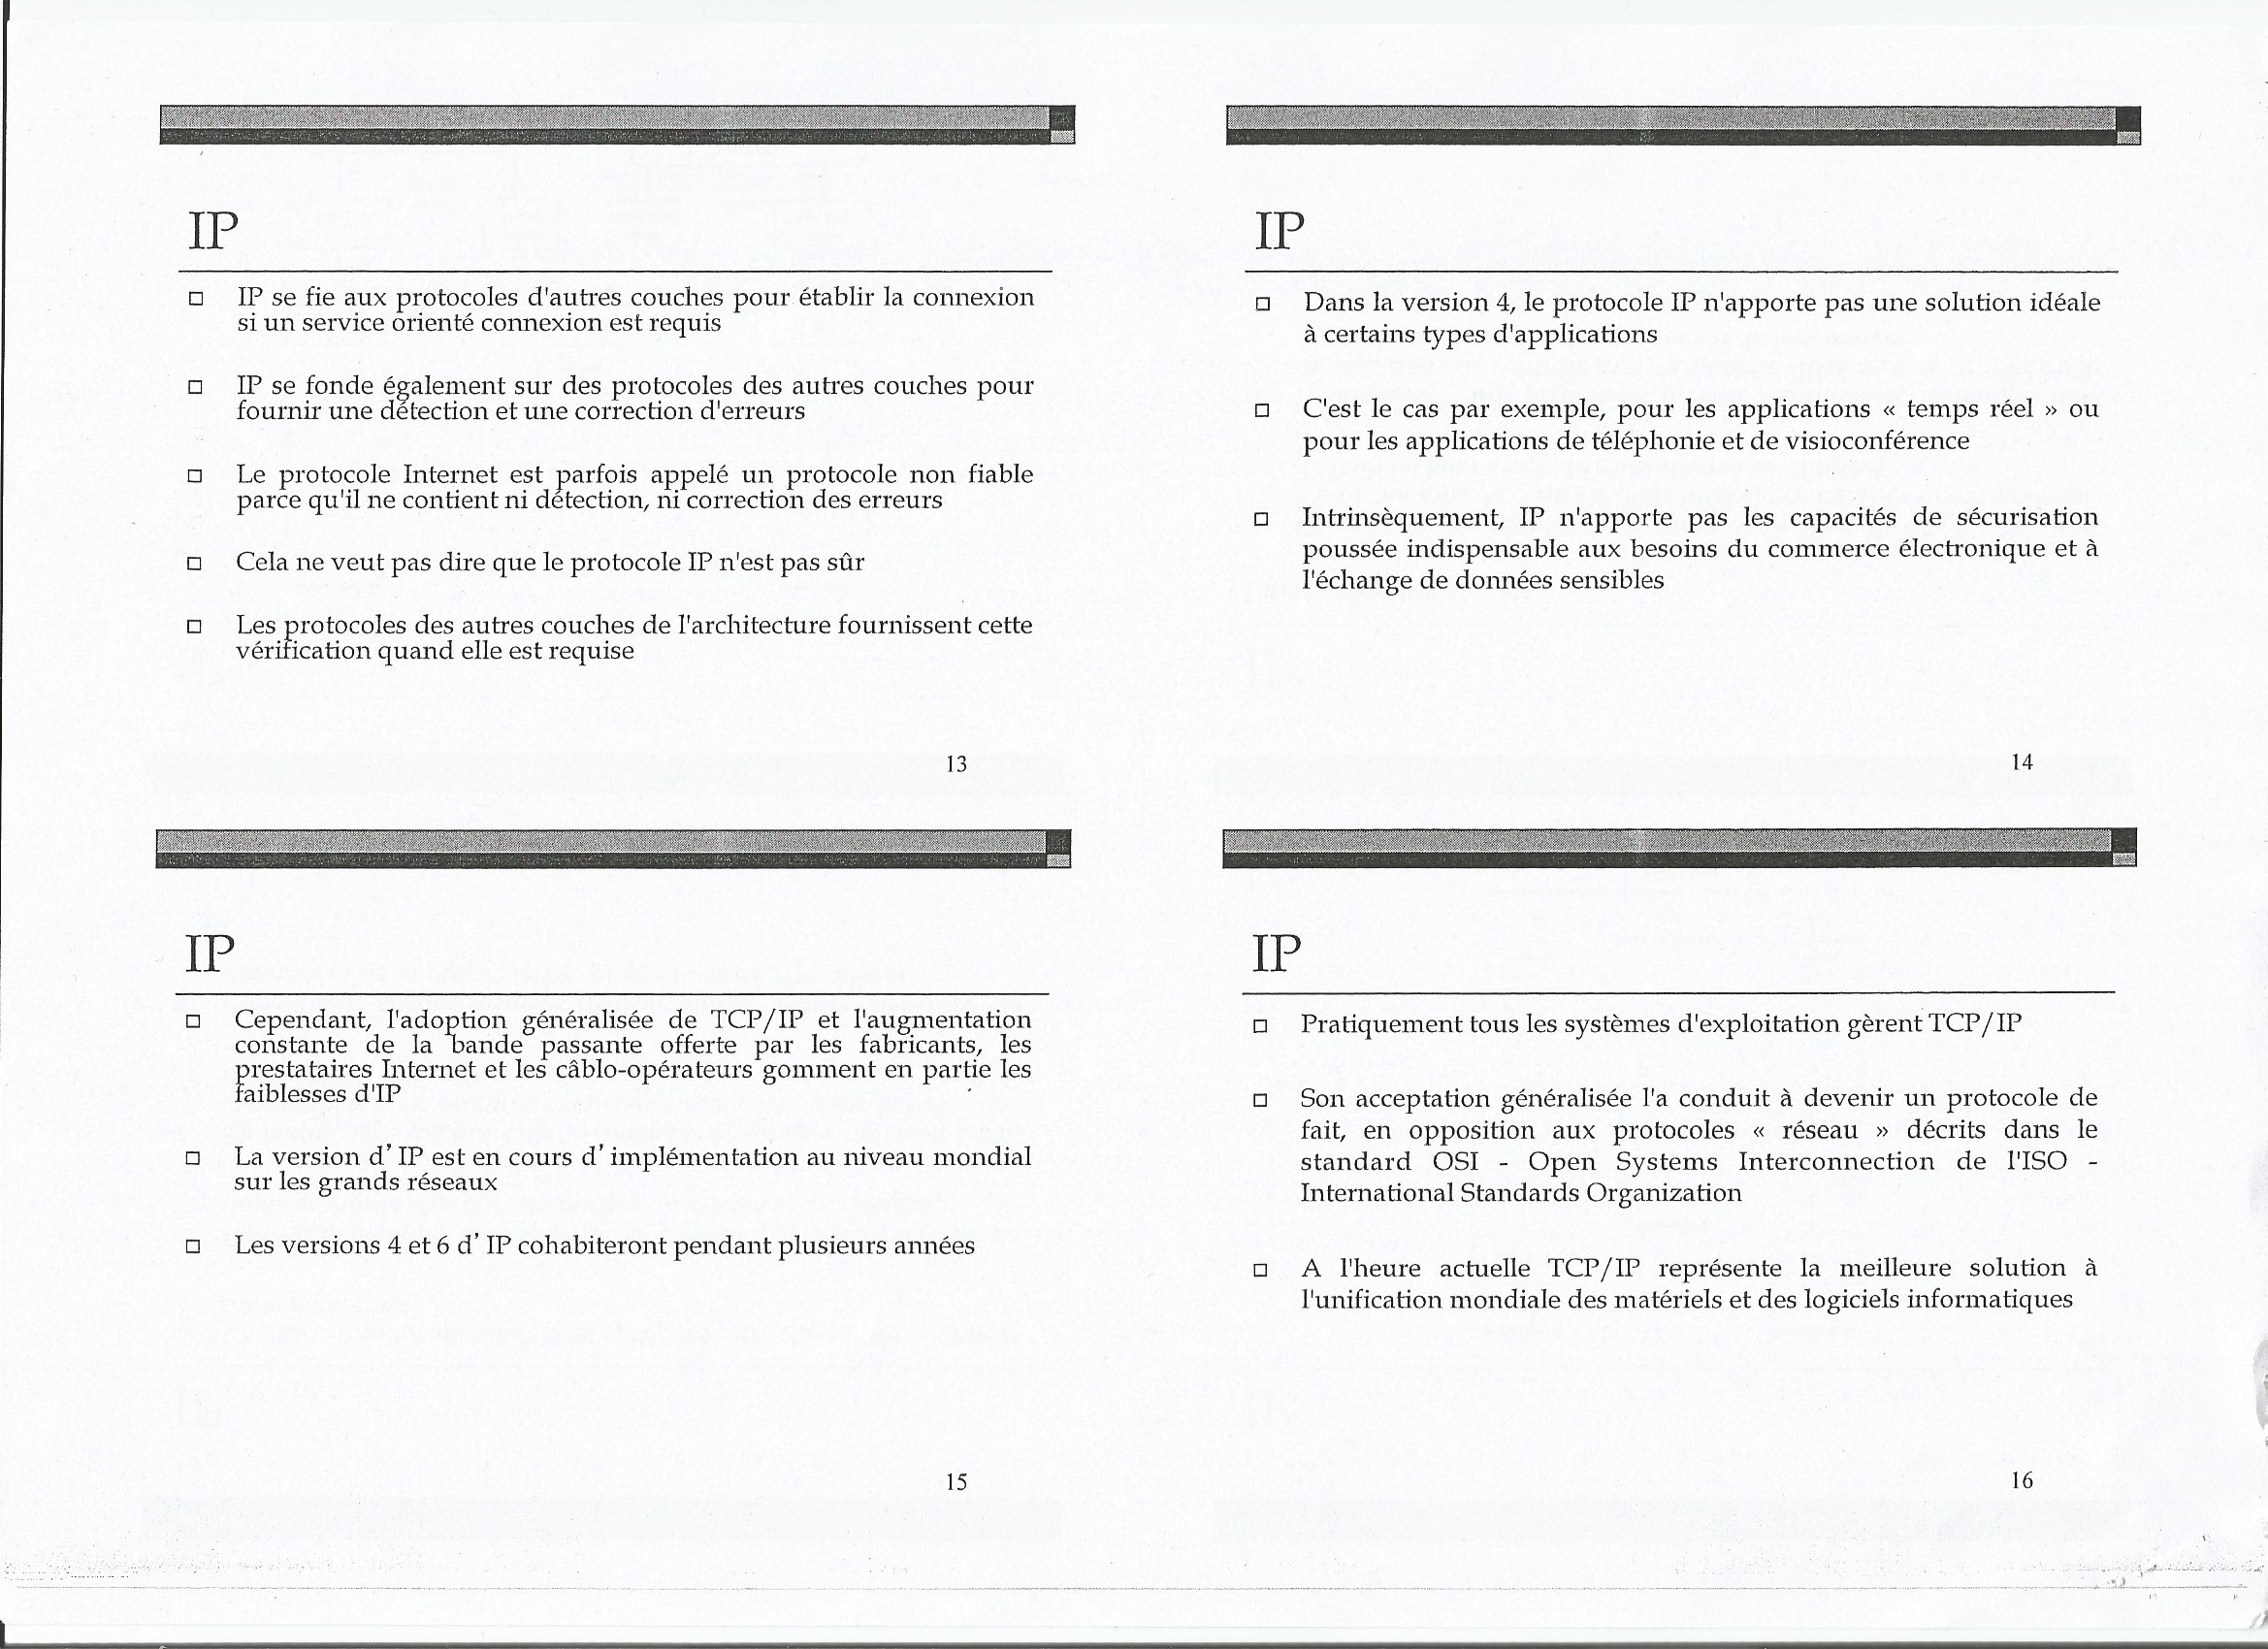 IP
□ IP se fie aux protocoles d'autres couches pour établir la connexion
si un service orienté connexion est requis
□ IP se fonde également sur des protocoles des autres couches pour
fournir une détection et une correction d'erreurs
□ Le protocole Internet est parfois appelé un protocole non fiable
parce qu'il ne contient ni détection, ni correction des erreurs
□ Cela ne veut pas dire que le protocole IP n'est pas sûr
□ Les protocoles des autres couches de l'architecture fournissent cette
vérification quand elle est requise
13
IP
□ Dans la version 4, le protocole IP n'apporte pas une solution idéale
à certains types d'applications
□ C'est le cas par exemple, pour les applications « temps réel » ou
pour les applications de téléphonie et de visioconférence
□ Intrinsèquement, IP n'apporte pas les capacités de sécurisation
poussée indispensable aux besoins du commerce électronique et à
l'échange de données sensibles
14
IP
□ Cependant, l'adoption généralisée de TCP/IP et l'augmentation
constante de la bande passante offerte par les fabricants, les
prestataires Internet et les câblo-opérateurs gomment en partie les
faiblesses d'IP
□ La version d’ IP est en cours d’ implémentation au niveau mondial
sur les grands réseaux
□ Les versions 4 et 6 d’ IP cohabiteront pendant plusieurs années
15
IP
□ Pratiquement tous les systèmes d'exploitation gèrent TCP/IP
□ Son acceptation généralisée l'a conduit à devenir un protocole de
fait, en opposition aux protocoles « réseau » décrits dans le
standard OSI - Open Systems Interconnection de l'ISO -
International Standards Organization
□ A l'heure actuelle TCP/IP représente la meilleure solution à
l'unification mondiale des matériels et des logiciels informatiques
16